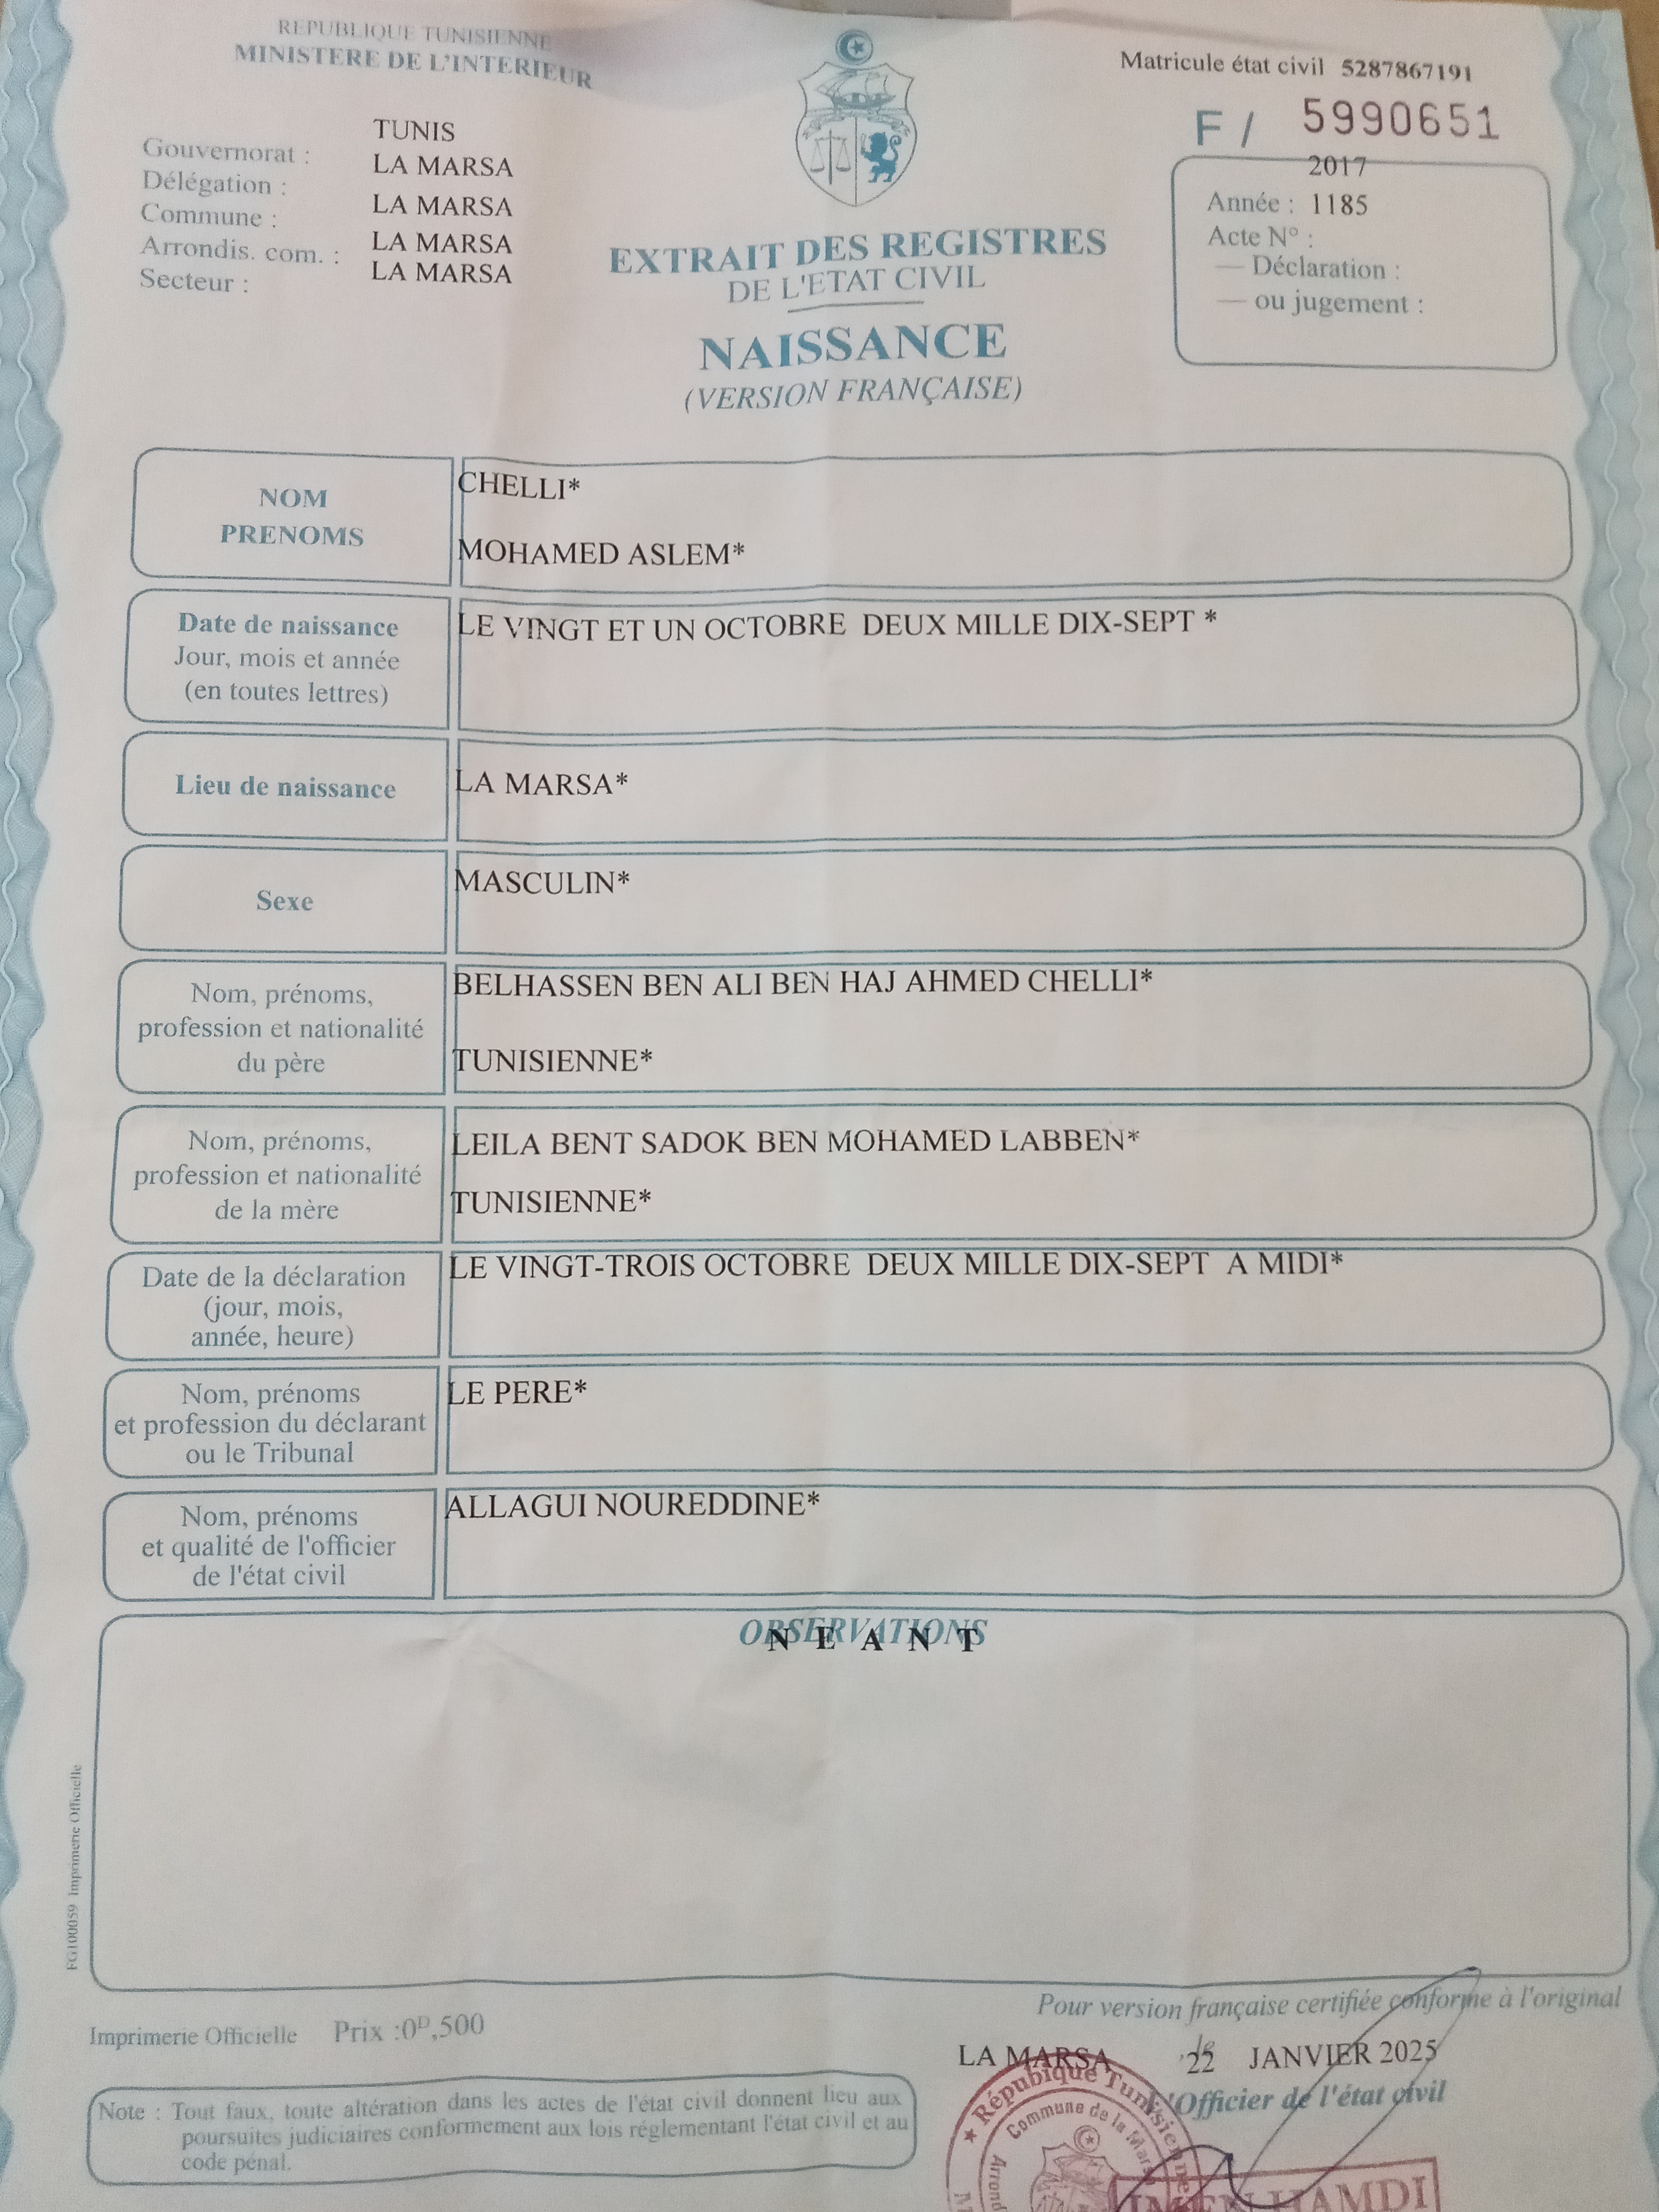 REPUBLIQUE TUNISIENNE
MINISTERE DE L'INTERIEUR
Matricule état civil 5287867191
F / 5990651
Gouvernorat : TUNIS
Délégation : LA MARSA
Commune : LA MARSA
Arrondis. com. : LA MARSA
Secteur : LA MARSA
2017
Année : 1185
Acte N° :
— Déclaration :
— ou jugement :
EXTRAIT DES REGISTRES
DE L'ETAT CIVIL
NAISSANCE
(VERSION FRANÇAISE)
NOM
PRENOMS
CHELLI*
MOHAMED ASLEM*
Date de naissance
Jour, mois et année
(en toutes lettres)
LE VINGT ET UN OCTOBRE DEUX MILLE DIX-SEPT *
Lieu de naissance
LA MARSA*
Sexe
MASCULIN*
Nom, prénoms,
profession et nationalité
du père
BELHASSEN BEN ALI BEN HAJ AHMED CHELLI*
TUNISIENNE*
Nom, prénoms,
profession et nationalité
de la mère
LEILA BENT SADOK BEN MOHAMED LABBEN*
TUNISIENNE*
Date de la déclaration
(jour, mois,
année, heure)
LE VINGT-TROIS OCTOBRE DEUX MILLE DIX-SEPT A MIDI*
Nom, prénoms
et profession du déclarant
ou le Tribunal
LE PERE*
Nom, prénoms
et qualité de l'officier
de l'état civil
ALLAGUI NOUREDDINE*
OBSERVATIONS
N E A N T
FG100059 Imprimerie Officielle
Pour version française certifiée conforme à l'original
Imprimerie Officielle Prix :0D,500
LA MARSA le 22 JANVIER 2025
L'Officier de l'état civil
Note : Tout faux, toute altération dans les actes de l'état civil donnent lieu aux
poursuites judiciaires conformement aux lois réglementant l'état civil et au
code pénal.
★ République Tunisienne
Commune de la Marsa
HAMDI